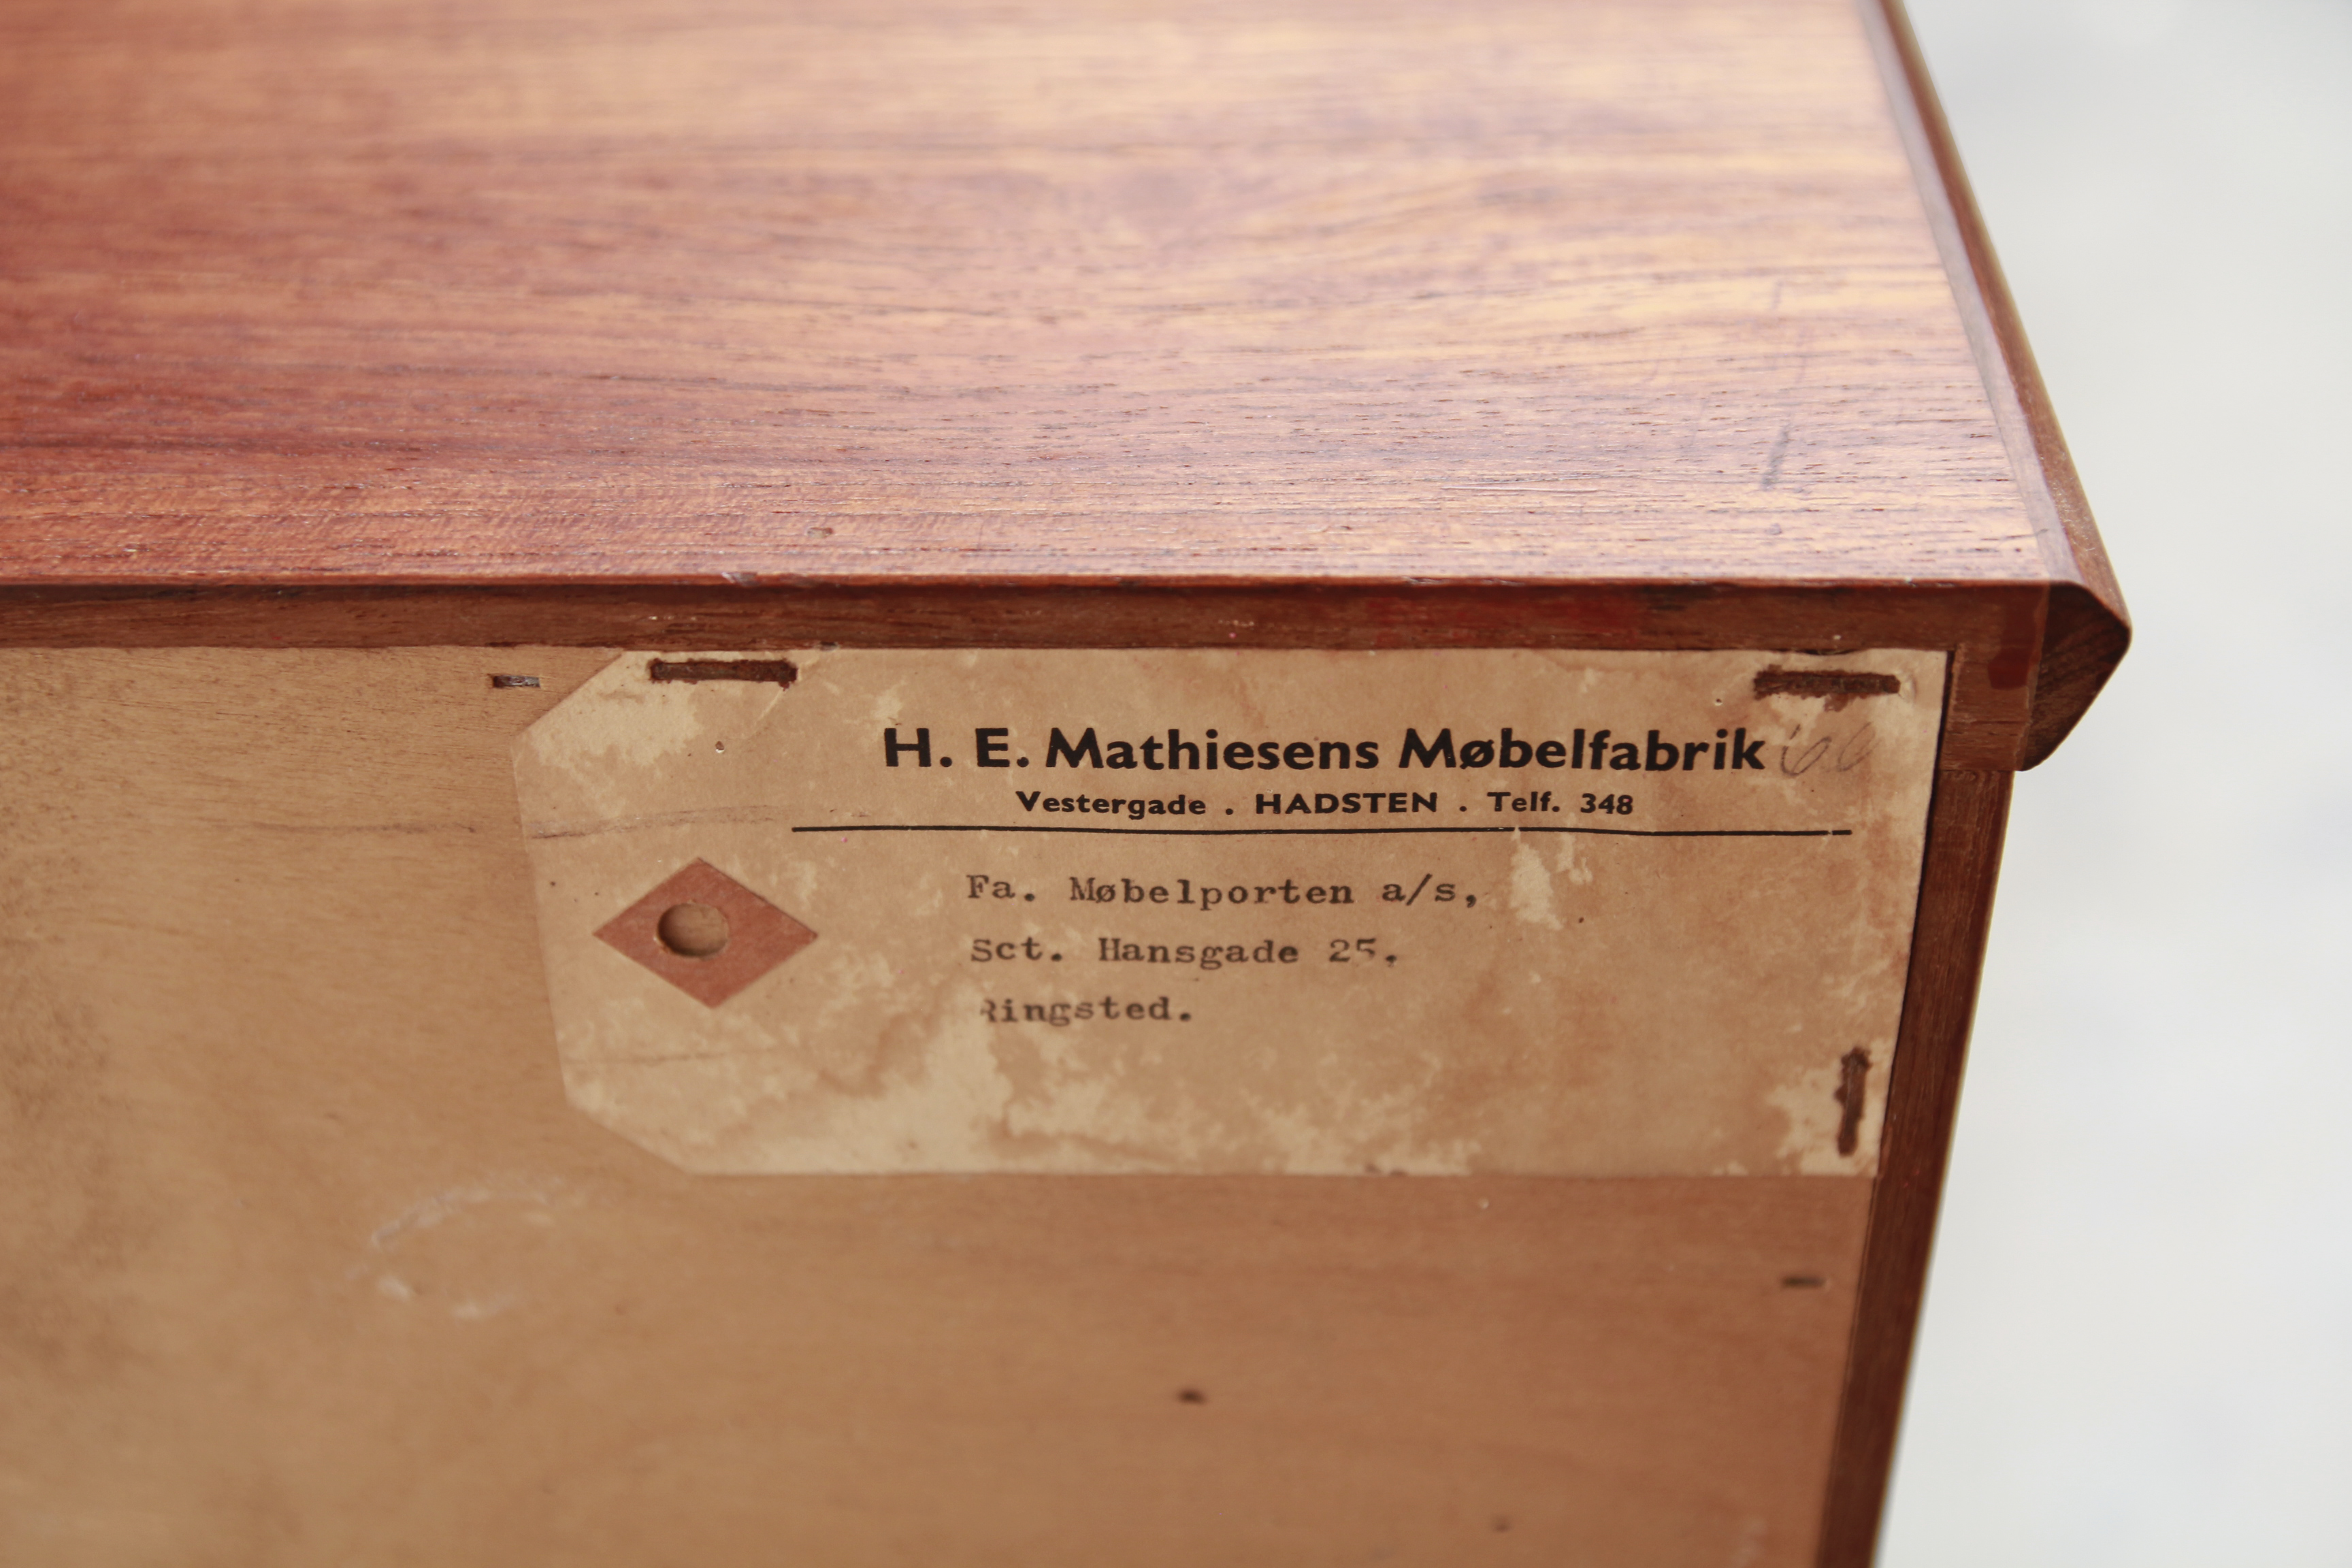 H. E. Mathiesens Møbelfabrik
Vestergade . HADSTEN . Telf. 348
Fa. Møbelporten a/s,
Sct. Hansgade 25.
Ringsted.